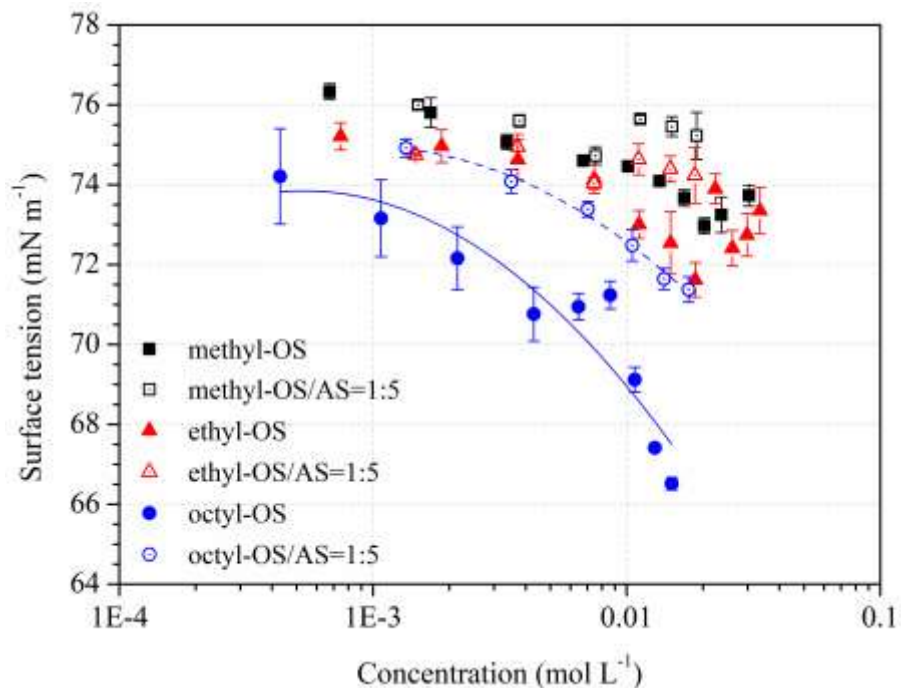 78
76
74
72
70
68
66
64
Surface tension (mN m⁻¹)
methyl-OS
methyl-OS/AS=1:5
ethyl-OS
ethyl-OS/AS=1:5
octyl-OS
octyl-OS/AS=1:5
1E-4 1E-3 0.01 0.1
Concentration (mol L⁻¹)